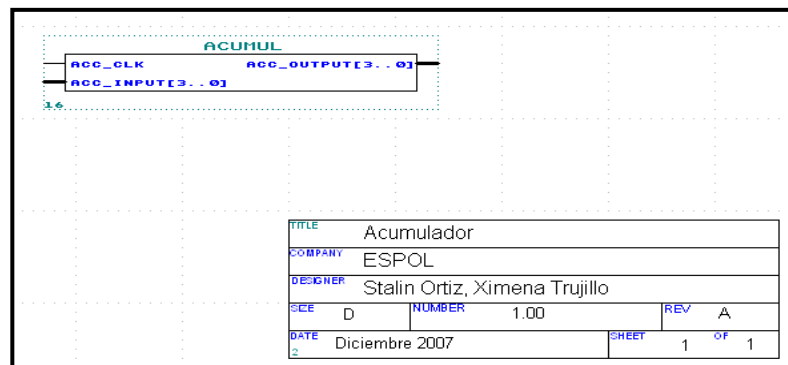 ACUMUL
ACC_CLK ACC_OUTPUT[3..0]
ACC_INPUT[3..0]
16
TITLE Acumulador
COMPANY ESPOL
DESIGNER Stalin Ortiz, Ximena Trujillo
SIZE D NUMBER 1.00 REV A
DATE Diciembre 2007 SHEET 1 OF 1
2